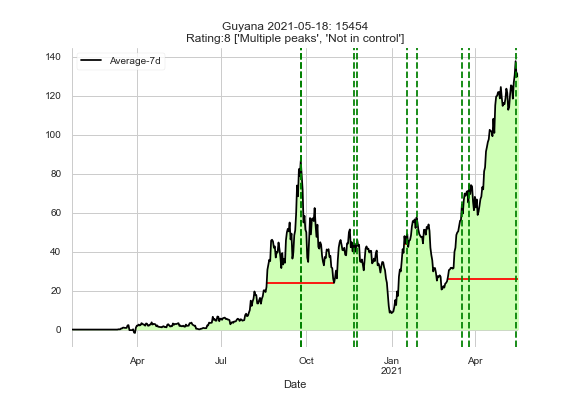 Guyana 2021-05-18: 15454
Rating:8 ['Multiple peaks', 'Not in control']
Average-7d
140
120
100
80
60
40
20
0
Apr
Jul
Oct
Jan
2021
Apr
Date